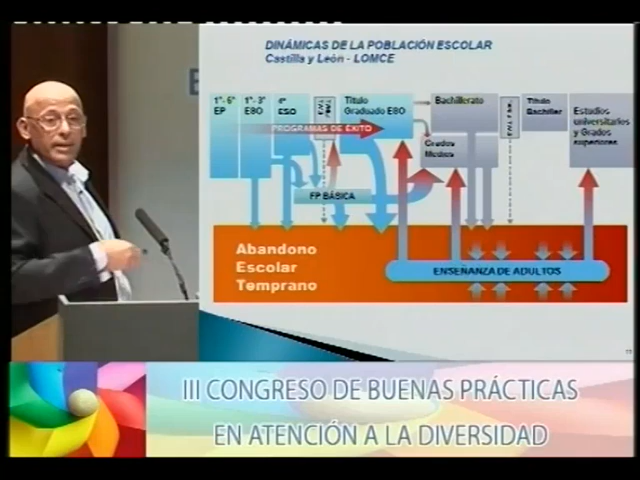 DINÁMICAS DE LA POBLACIÓN ESCOLAR
Castilla y León - LOMCE
1º-6º
EP
1º-3º
ESO
4º
ESO
Título
Graduado ESO
Bachillerato
Título
Bachiller
Estudios
universitarios
y Grados
superiores
PROGRAMAS DE ÉXITO
Grados
Medios
FP BÁSICA
Abandono
Escolar
Temprano
ENSEÑANZA DE ADULTOS
III CONGRESO DE BUENAS PRÁCTICAS
EN ATENCIÓN A LA DIVERSIDAD